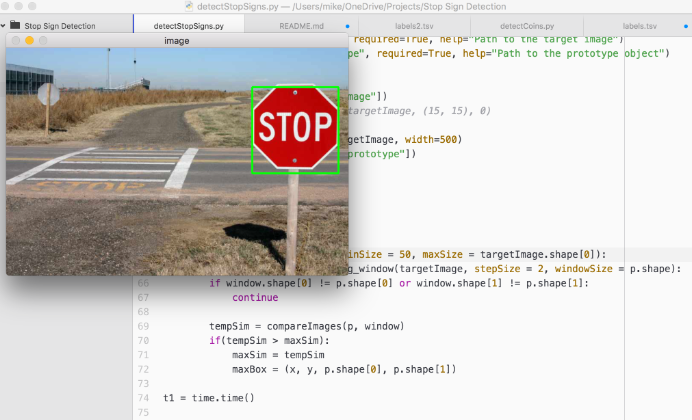 detectStopSigns.py — /Users/mike/OneDrive/Projects/Stop Sign Detection
Stop Sign Detection
detectStopSigns.py
README.md
labels2.tsv
detectCoins.py
labels.tsv
image
STOP
STOP
required=True, help="Path to the target image")
pe", required=True, help="Path to the prototype object")
mage"])
targetImage, (15, 15), 0)
rgetImage, width=500)
prototype"])
inSize = 50, maxSize = targetImage.shape[0]):
g_window(targetImage, stepSize = 2, windowSize = p.shape):
66 if window.shape[0] != p.shape[0] or window.shape[1] != p.shape[1]:
67 continue
68
69 tempSim = compareImages(p, window)
70 if(tempSim > maxSim):
71 maxSim = tempSim
72 maxBox = (x, y, p.shape[0], p.shape[1])
73
74 t1 = time.time()
75